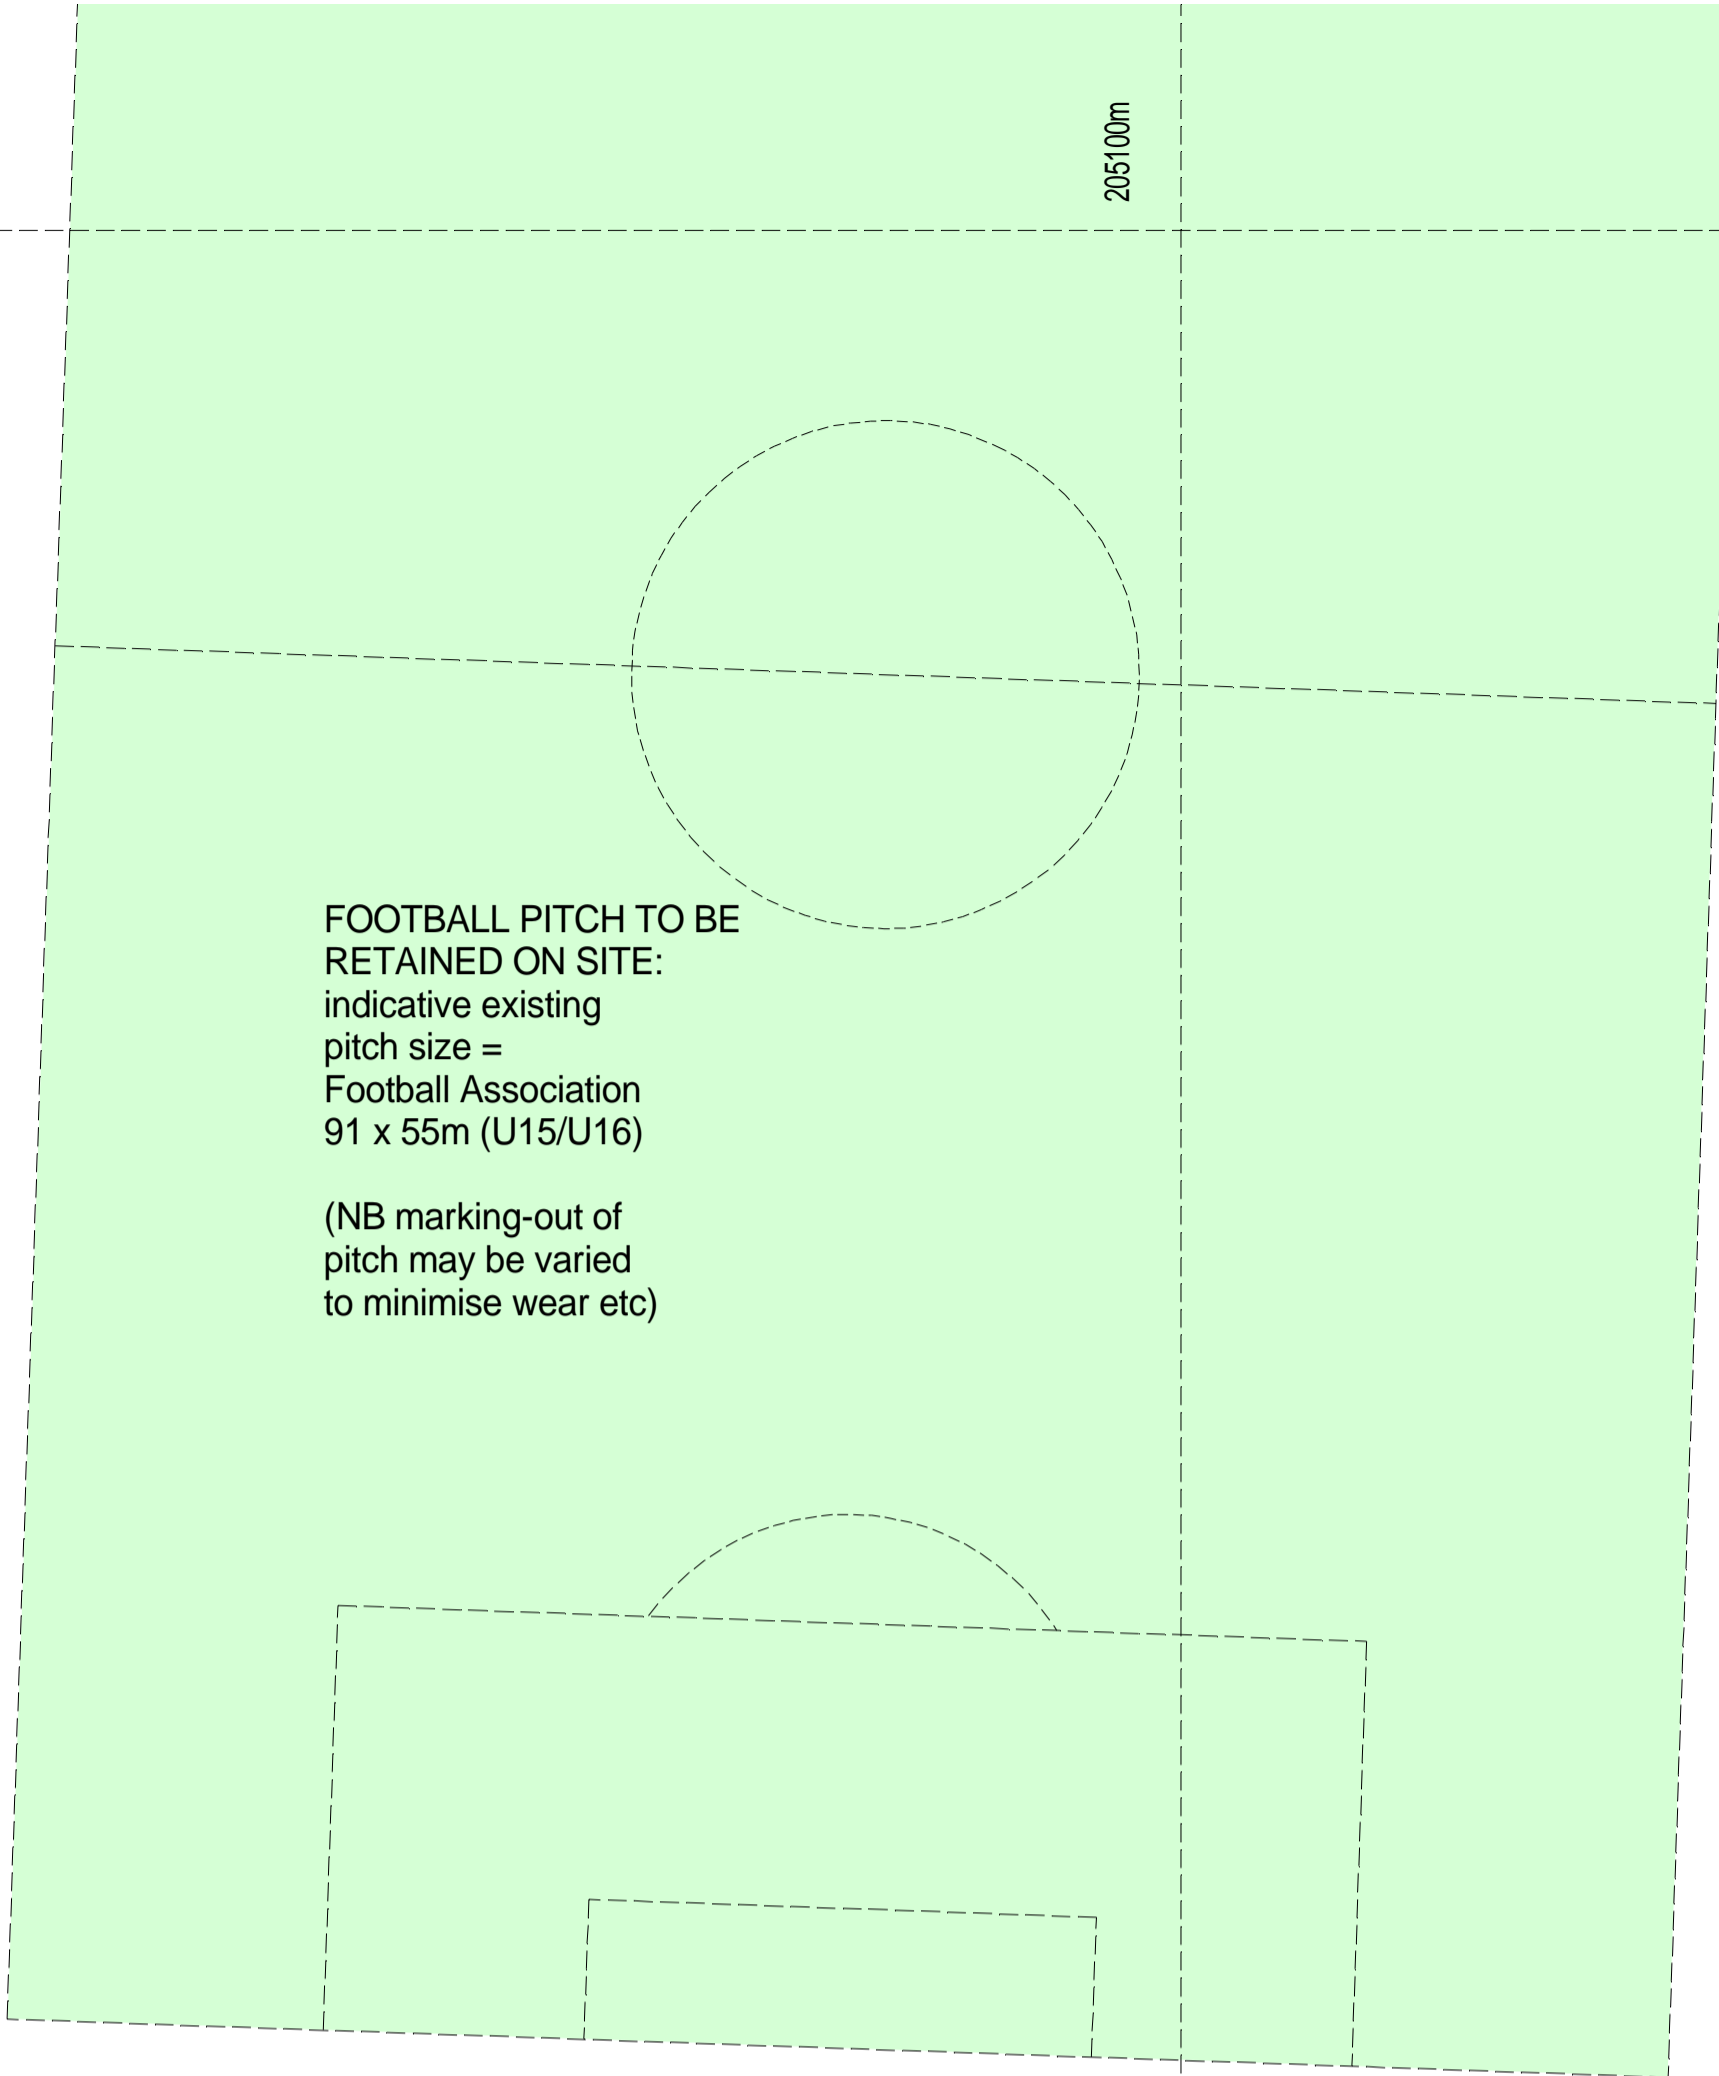 205100m
FOOTBALL PITCH TO BE
RETAINED ON SITE:
indicative existing
pitch size =
Football Association
91 x 55m (U15/U16)
(NB marking-out of
pitch may be varied
to minimise wear etc)